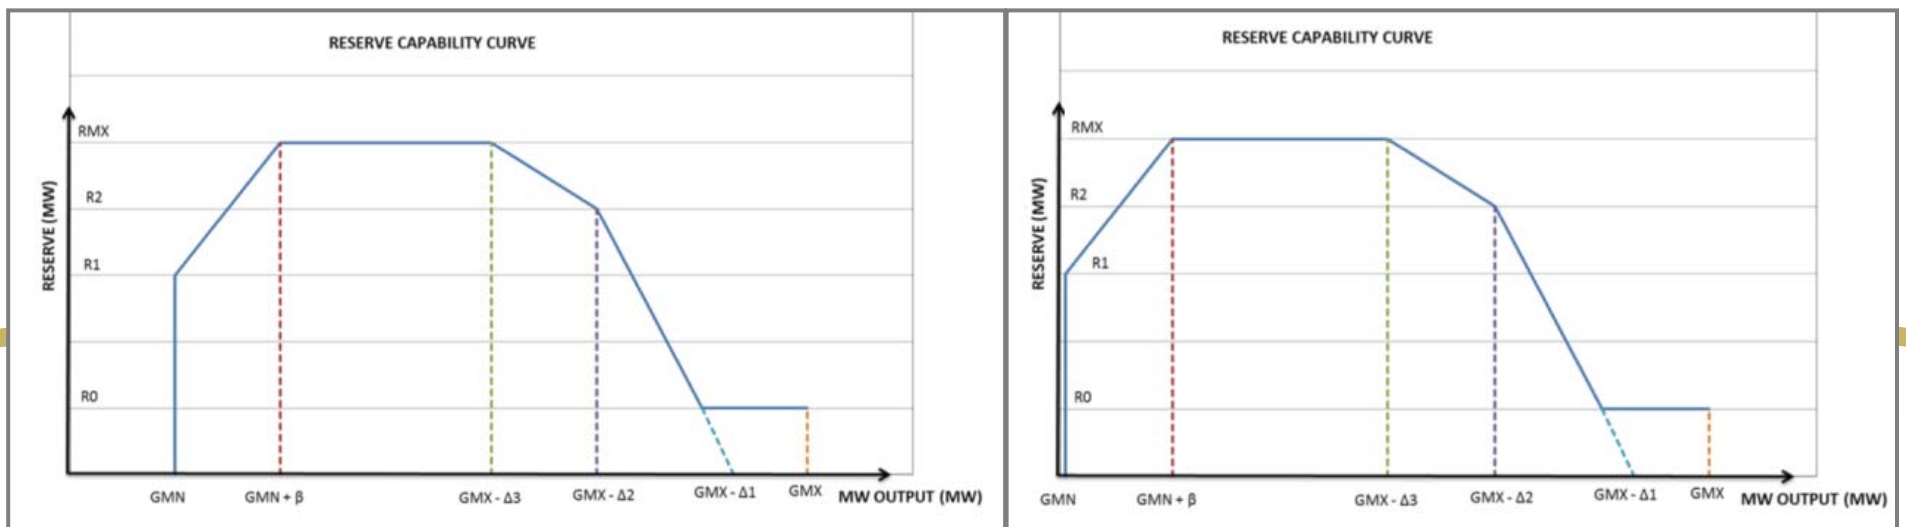 RESERVE CAPABILITY CURVE
RMX
R2
R1
R0
RESERVE (MW)
GMN
GMN + β
GMX - Δ3
GMX - Δ2
GMX - Δ1
GMX
MW OUTPUT (MW)
RESERVE CAPABILITY CURVE
RMX
R2
R1
R0
RESERVE (MW)
GMN
GMN + β
GMX - Δ3
GMX - Δ2
GMX - Δ1
GMX
MW OUTPUT (MW)